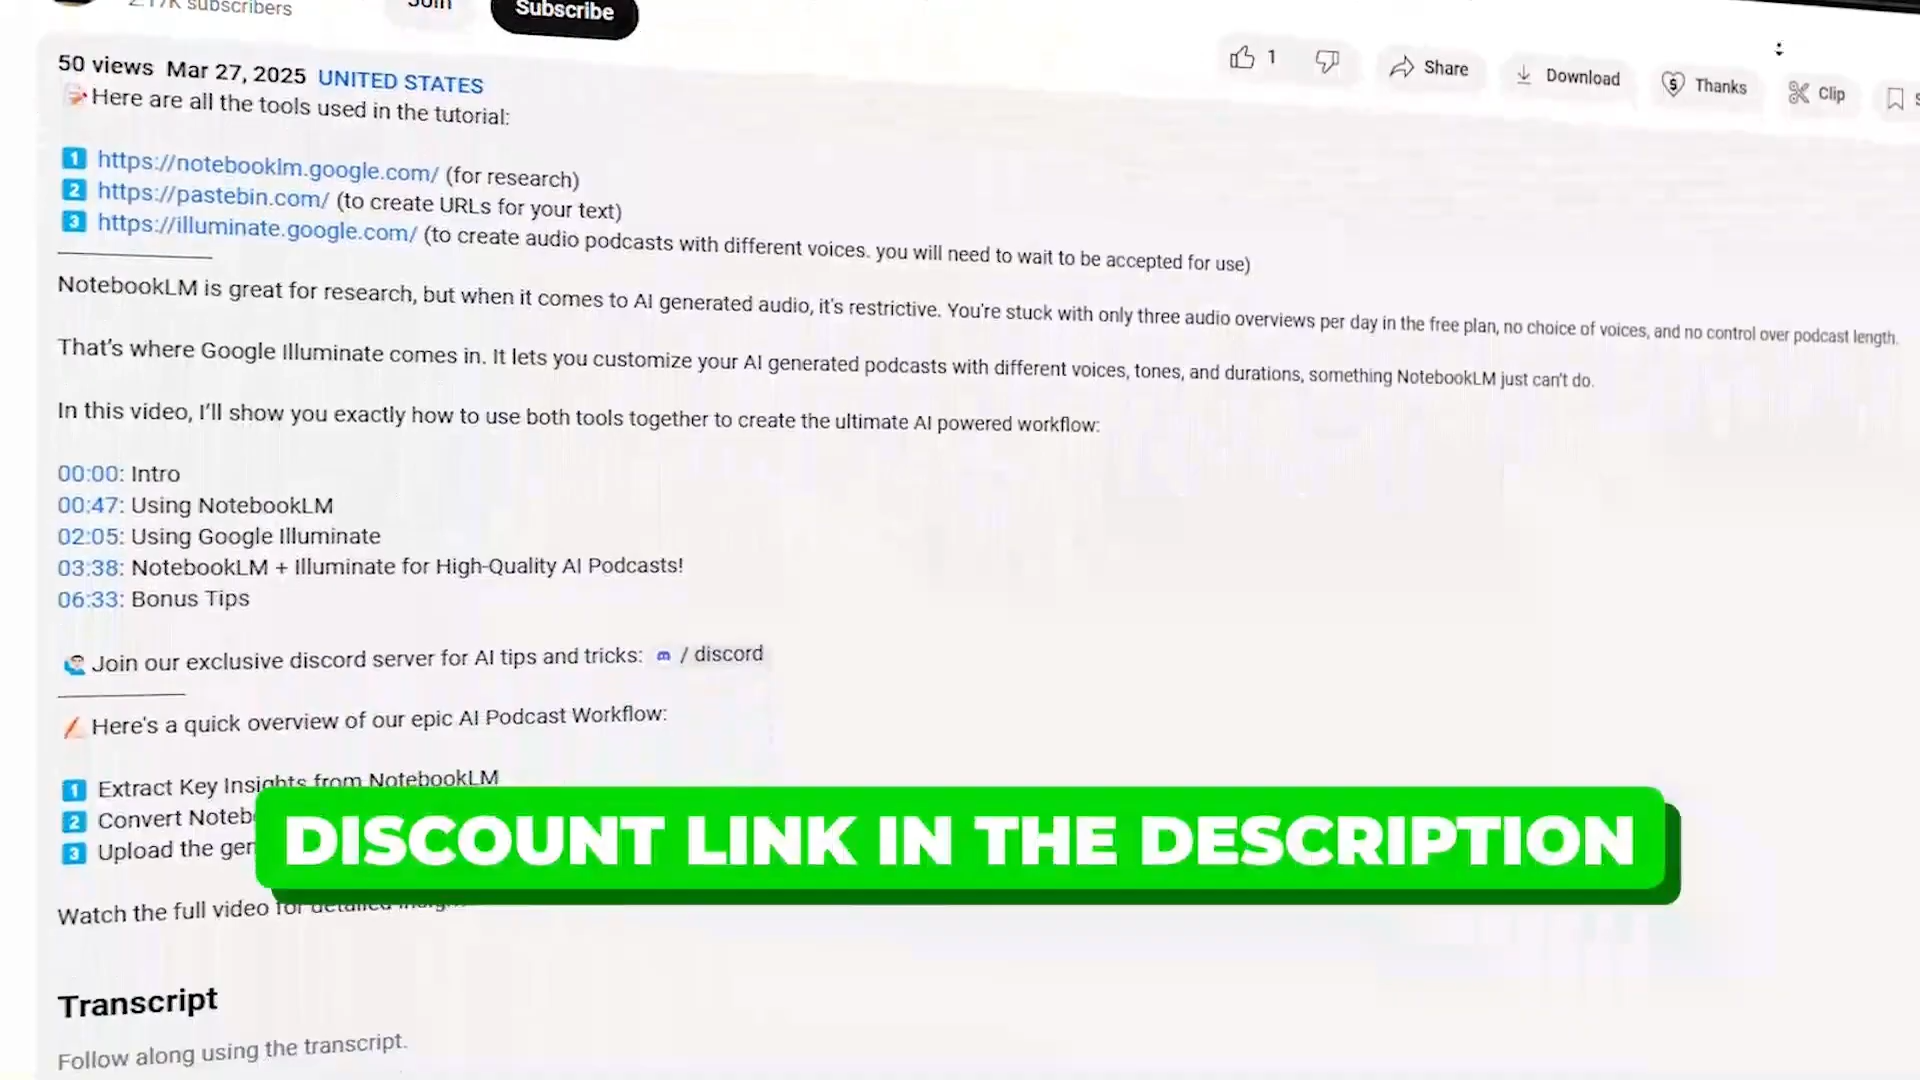 2.17K subscribers
Join
Subscribe
1
Share
Download
Thanks
Clip
50 views Mar 27, 2025 UNITED STATES
Here are all the tools used in the tutorial:
1 https://notebooklm.google.com/ (for research)
2 https://pastebin.com/ (to create URLs for your text)
3 https://illuminate.google.com/ (to create audio podcasts with different voices. you will need to wait to be accepted for use)
NotebookLM is great for research, but when it comes to AI generated audio, it's restrictive. You're stuck with only three audio overviews per day in the free plan, no choice of voices, and no control over podcast length.
That's where Google Illuminate comes in. It lets you customize your AI generated podcasts with different voices, tones, and durations, something NotebookLM just can't do.
In this video, I'll show you exactly how to use both tools together to create the ultimate AI powered workflow:
00:00: Intro
00:47: Using NotebookLM
02:05: Using Google Illuminate
03:38: NotebookLM + Illuminate for High-Quality AI Podcasts!
06:33: Bonus Tips
Join our exclusive discord server for AI tips and tricks: / discord
Here's a quick overview of our epic AI Podcast Workflow:
1 Extract Key Insights from NotebookLM
2 Convert Noteb
3 Upload the ger
DISCOUNT LINK IN THE DESCRIPTION
Watch the full video for detailed
Transcript
Follow along using the transcript.